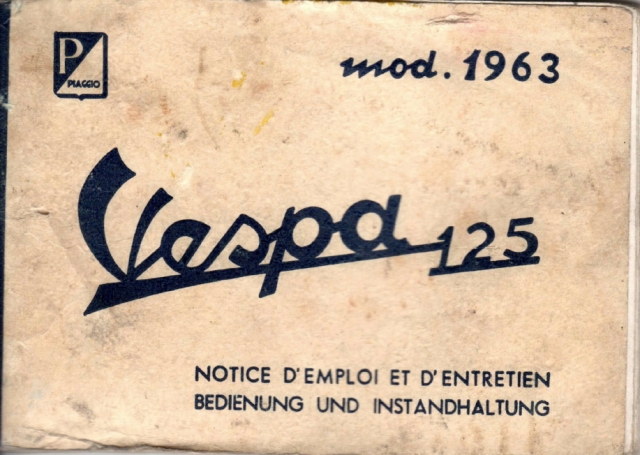 P
PIAGGIO
mod. 1963
Vespa 125
NOTICE D'EMPLOI ET D'ENTRETIEN
BEDIENUNG UND INSTANDHALTUNG